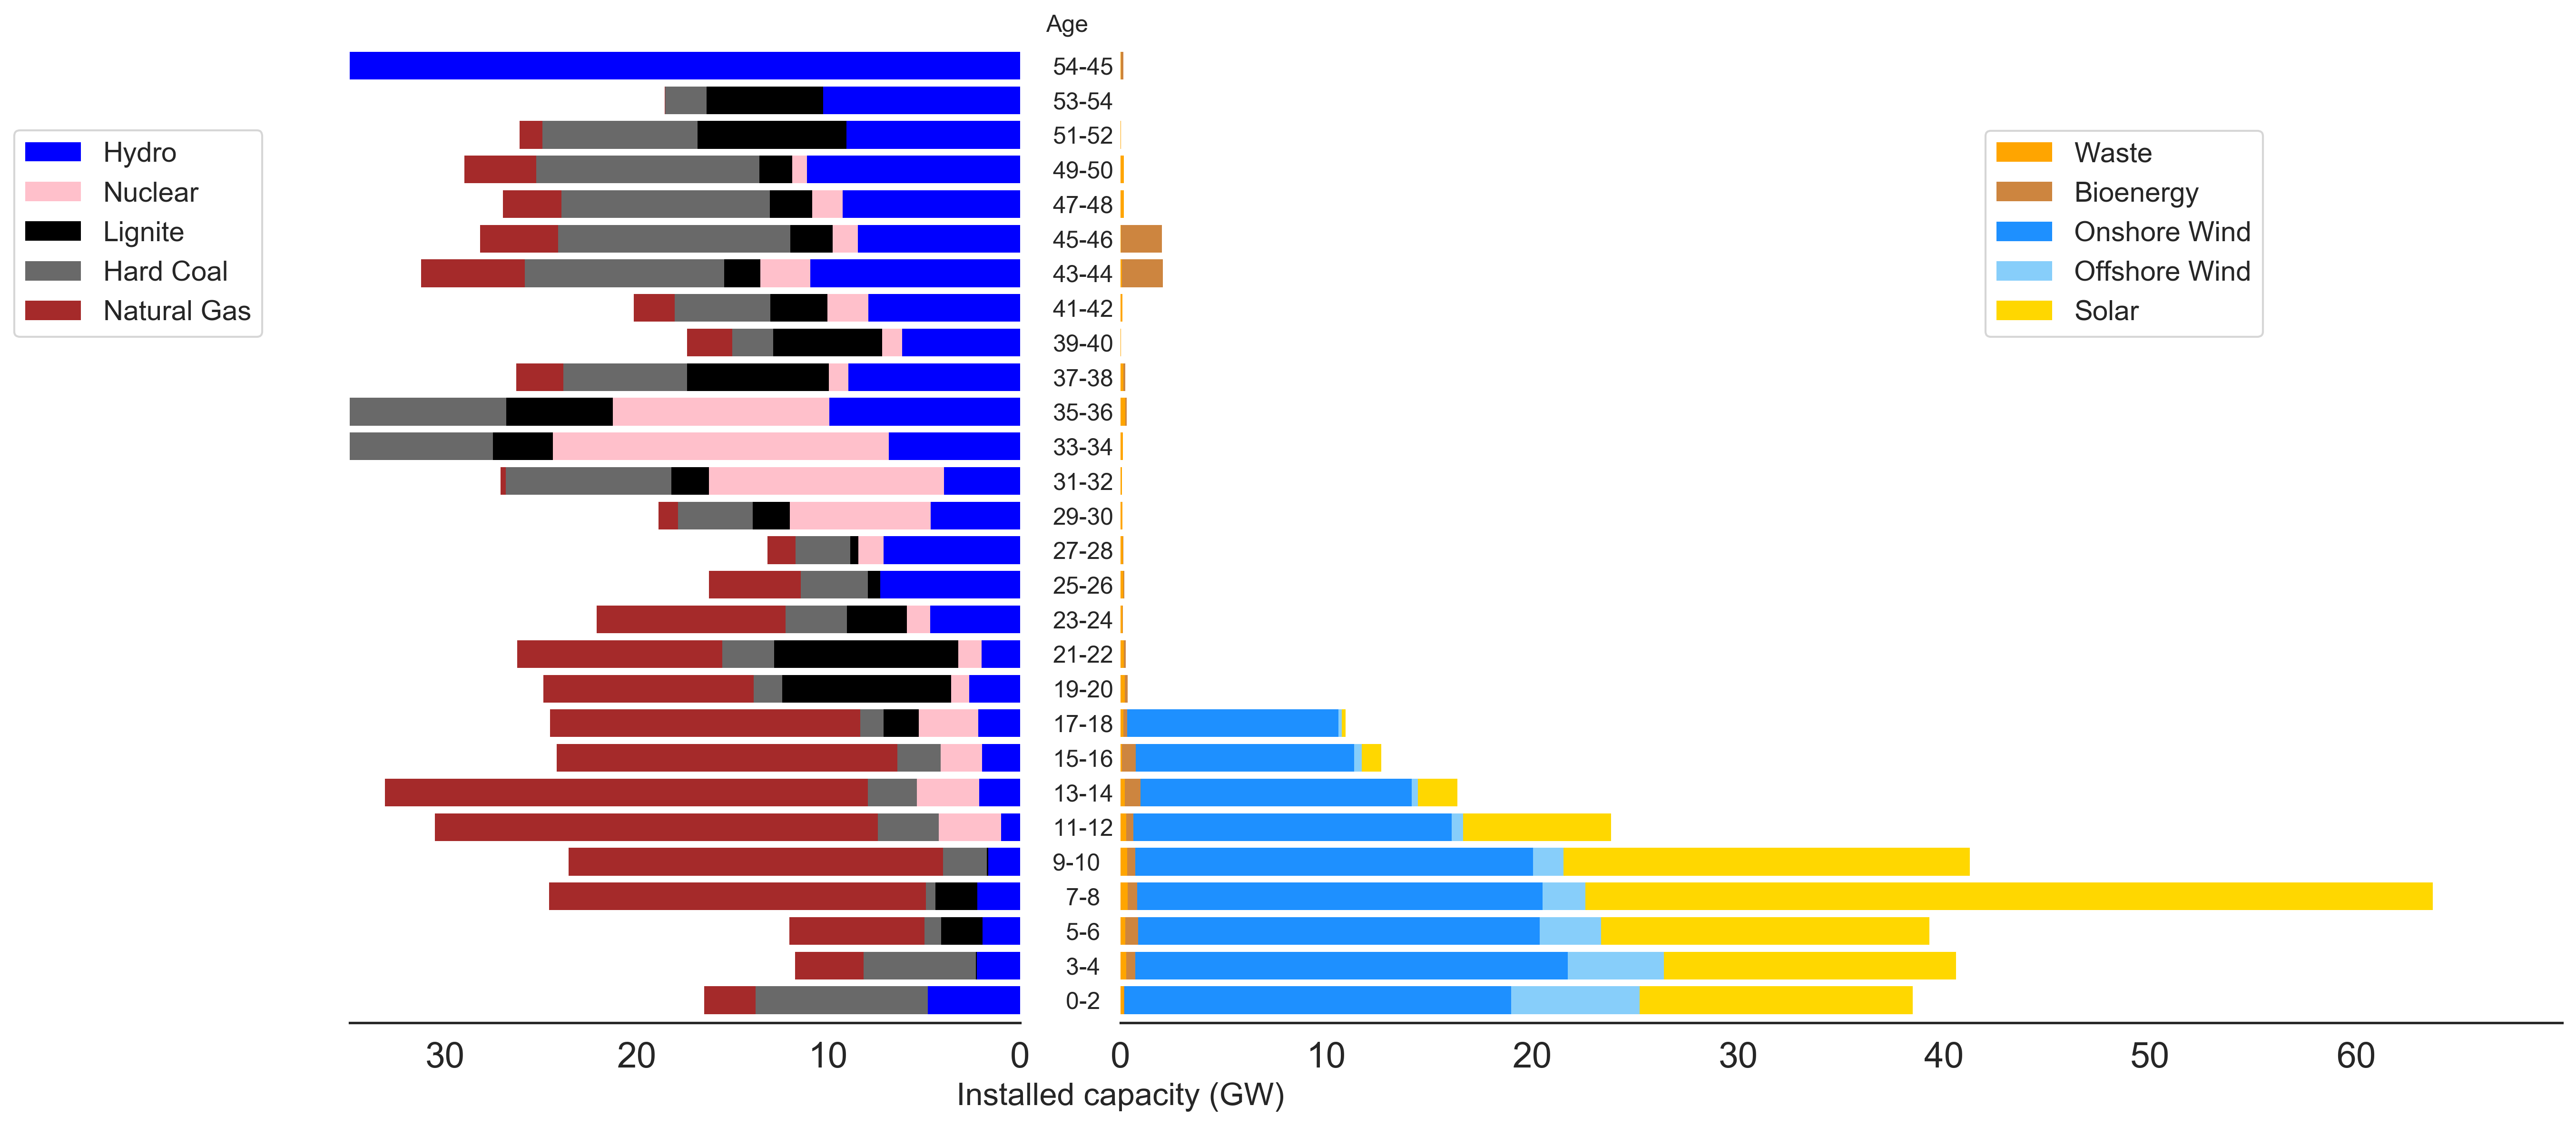 Age
54-45
53-54
51-52
49-50
47-48
45-46
43-44
41-42
39-40
37-38
35-36
33-34
31-32
29-30
27-28
25-26
23-24
21-22
19-20
17-18
15-16
13-14
11-12
9-10
7-8
5-6
3-4
0-2
Hydro
Nuclear
Lignite
Hard Coal
Natural Gas
Waste
Bioenergy
Onshore Wind
Offshore Wind
Solar
30 20 10 0 0 10 20 30 40 50 60
Installed capacity (GW)